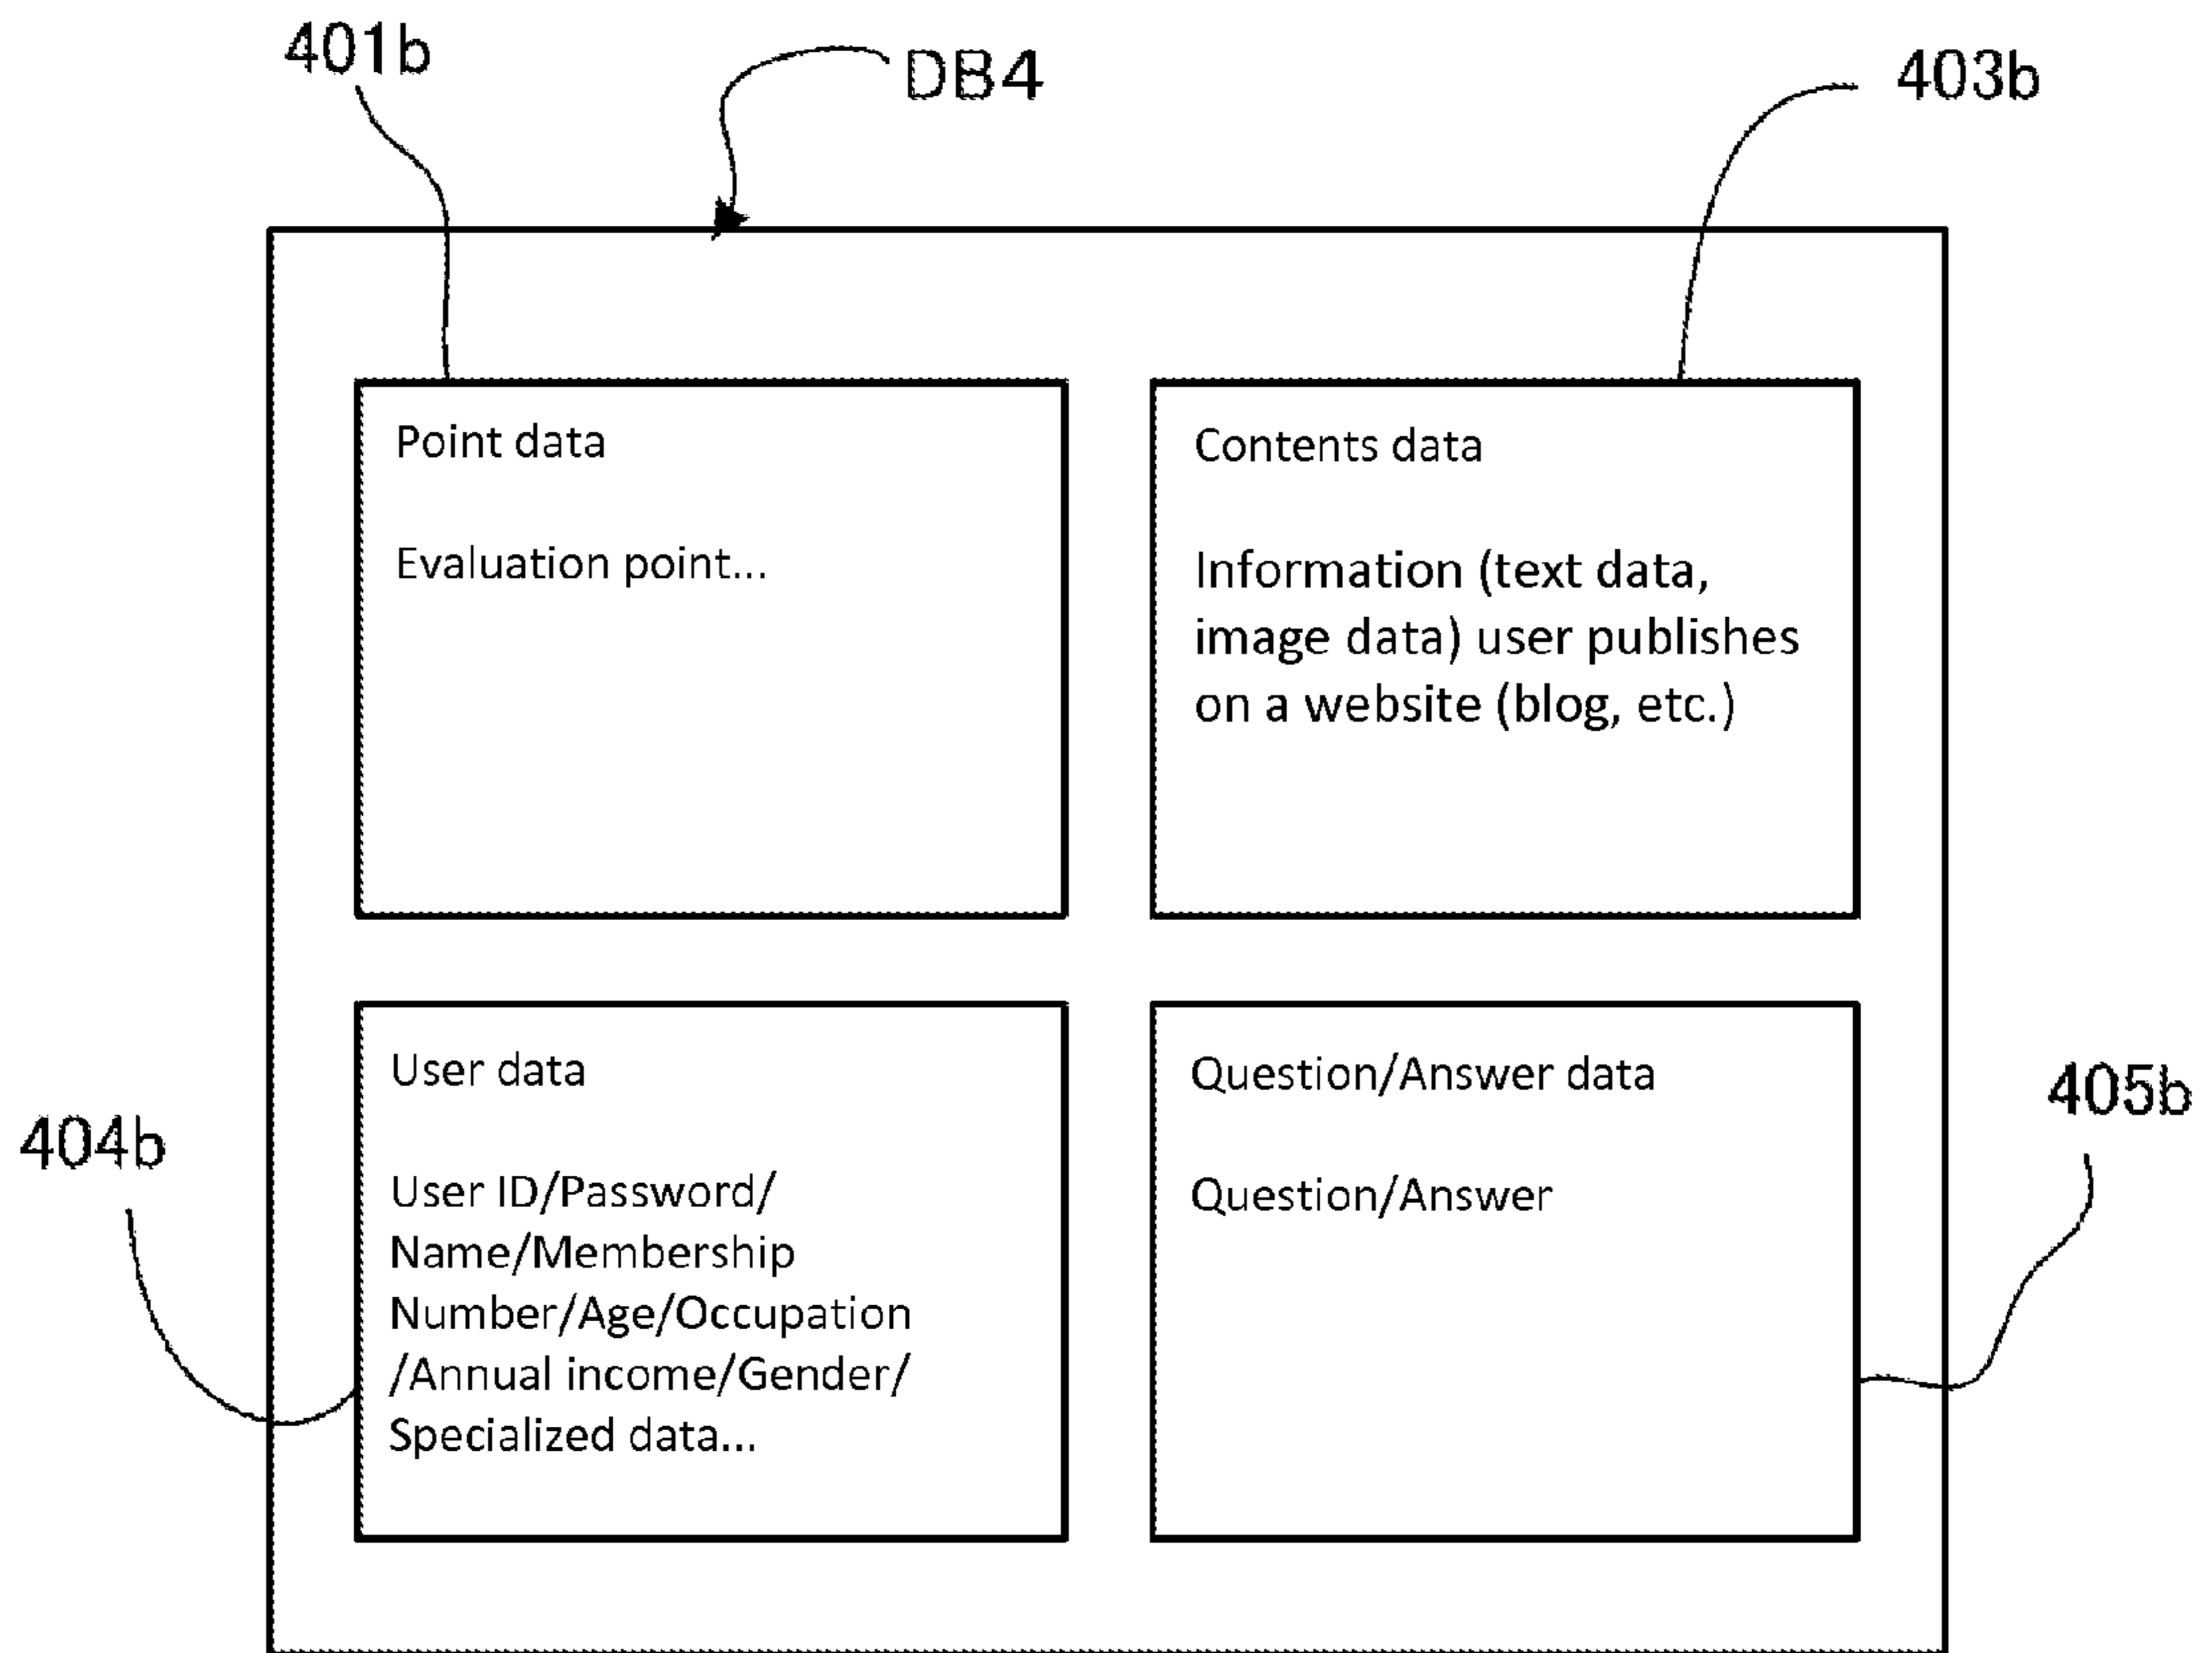 401b
DB4
403b
Point data
Evaluation point...
Contents data
Information (text data,
image data) user publishes
on a website (blog, etc.)
404b
User data
User ID/Password/
Name/Membership
Number/Age/Occupation
/Annual income/Gender/
Specialized data...
Question/Answer data
Question/Answer
405b